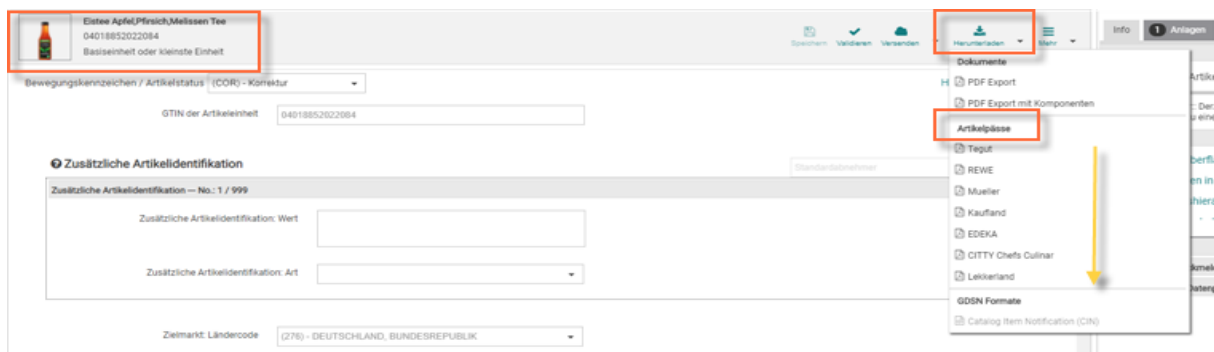 Eistee Apfel,Pfirsich,Melissen Tee
04018852022084
Basiseinheit oder kleinste Einheit
Speichern Validieren Versenden Herunterladen Mehr
Info 1 Anlagen
Bewegungskennzeichen / Artikelstatus (COR) - Korrektur
GTIN der Artikeleinheit 04018852022084
Zusätzliche Artikelidentifikation
Standardabnehmer
Zusätzliche Artikelidentifikation — No.: 1 / 999
Zusätzliche Artikelidentifikation: Wert
Zusätzliche Artikelidentifikation: Art
Zielmarkt: Ländercode (276) - DEUTSCHLAND, BUNDESREPUBLIK
Dokumente
PDF Export
PDF Export mit Komponenten
Artikelpässe
Tegut
REWE
Mueller
Kaufland
EDEKA
CITTY Chefs Culinar
Lekkerland
GDSN Formate
Catalog Item Notification (CIN)